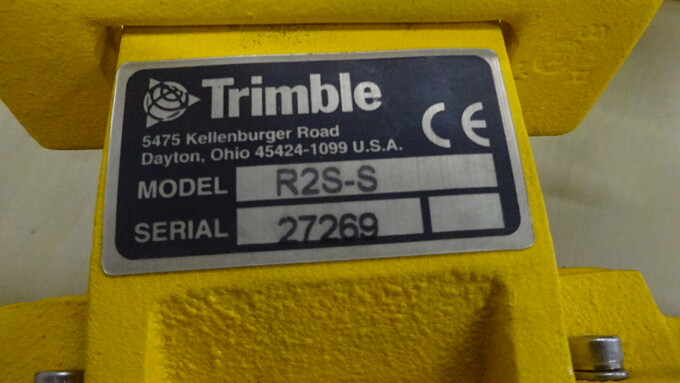 Trimble
5475 Kellenburger Road
Dayton, Ohio 45424-1099 U.S.A.
CE
MODEL R2S-S
SERIAL 27269